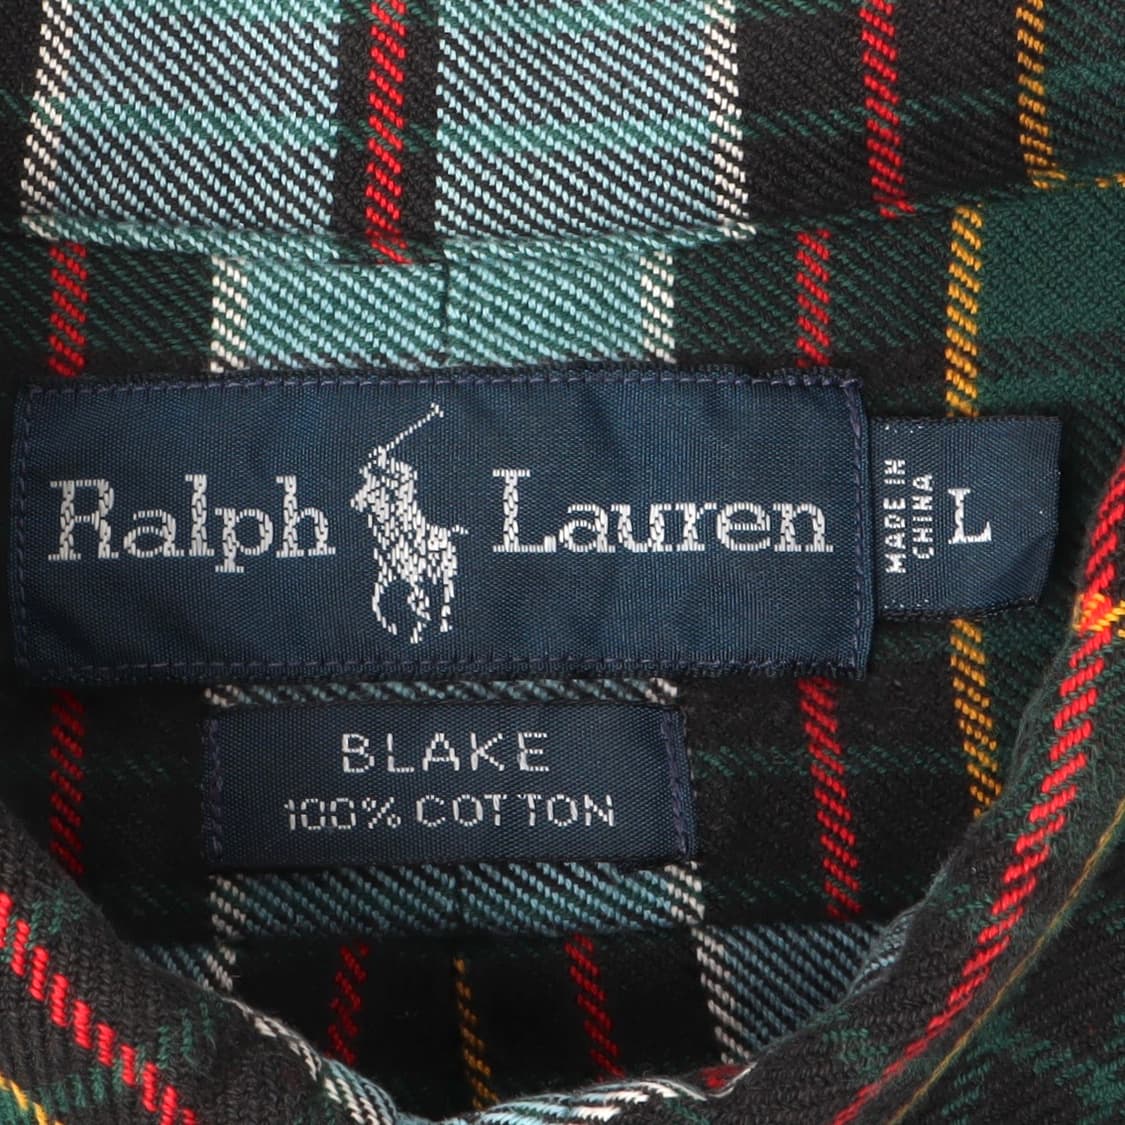 Ralph Lauren
MADE IN
CHINA
L
BLAKE
100% COTTON